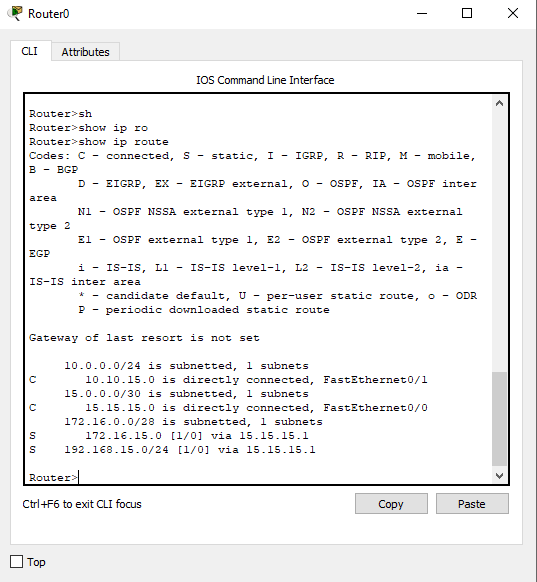 Router0
CLI
Attributes
IOS Command Line Interface
Router>sh
Router>show ip ro
Router>show ip route
Codes: C - connected, S - static, I - IGRP, R - RIP, M - mobile,
B - BGP
D - EIGRP, EX - EIGRP external, O - OSPF, IA - OSPF inter
area
N1 - OSPF NSSA external type 1, N2 - OSPF NSSA external
type 2
E1 - OSPF external type 1, E2 - OSPF external type 2, E -
EGP
i - IS-IS, L1 - IS-IS level-1, L2 - IS-IS level-2, ia -
IS-IS inter area
* - candidate default, U - per-user static route, o - ODR
P - periodic downloaded static route
Gateway of last resort is not set
10.0.0.0/24 is subnetted, 1 subnets
C 10.10.15.0 is directly connected, FastEthernet0/1
15.0.0.0/30 is subnetted, 1 subnets
C 15.15.15.0 is directly connected, FastEthernet0/0
172.16.0.0/28 is subnetted, 1 subnets
S 172.16.15.0 [1/0] via 15.15.15.1
S 192.168.15.0/24 [1/0] via 15.15.15.1
Router>
Ctrl+F6 to exit CLI focus
Copy
Paste
Top